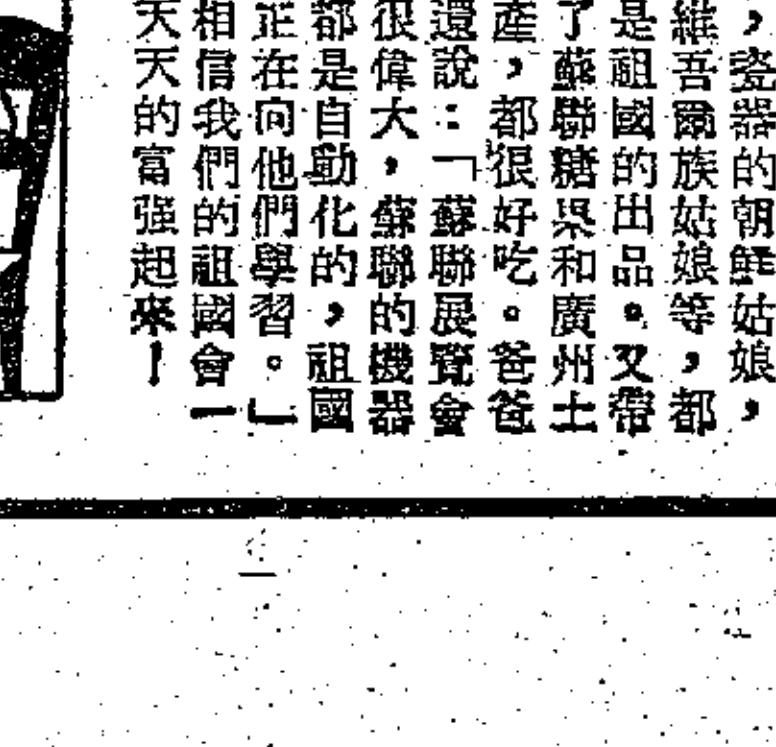 ，瓷器的朝鮮姑娘，
維吾爾族姑娘等，都
是祖國的出品。又帶
了蘇聯糖果和廣州土
產，都很好吃。爸爸
還說：「蘇聯展覽會
很偉大，蘇聯的機器
都是自動化的，祖國
正在向他們學習。」
相信我們的祖國會一
天天的富强起來！